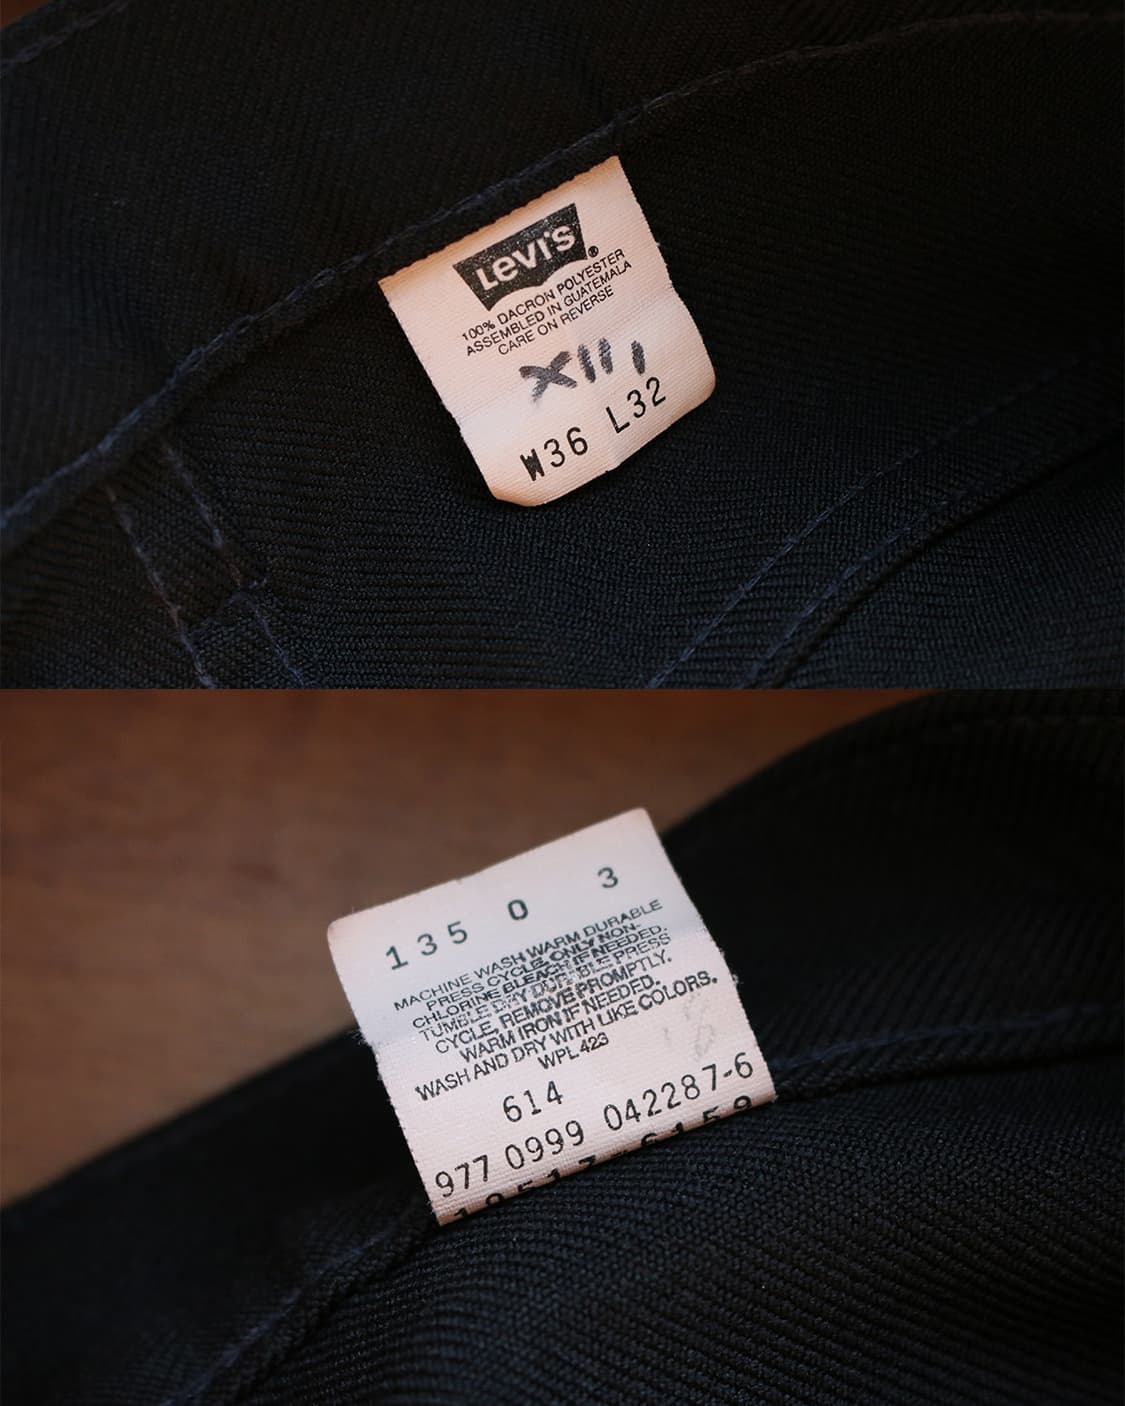 Levi's®
100% DACRON POLYESTER
ASSEMBLED IN GUATEMALA
CARE ON REVERSE
XIII
W36 L32
135 0 3
MACHINE WASH WARM DURABLE
PRESS CYCLE. ONLY NON-
CHLORINE BLEACH IF NEEDED.
TUMBLE DRY DURABLE PRESS
CYCLE. REMOVE PROMPTLY.
WARM IRON IF NEEDED.
WASH AND DRY WITH LIKE COLORS.
WPL 423
614
977 0999 042287-6